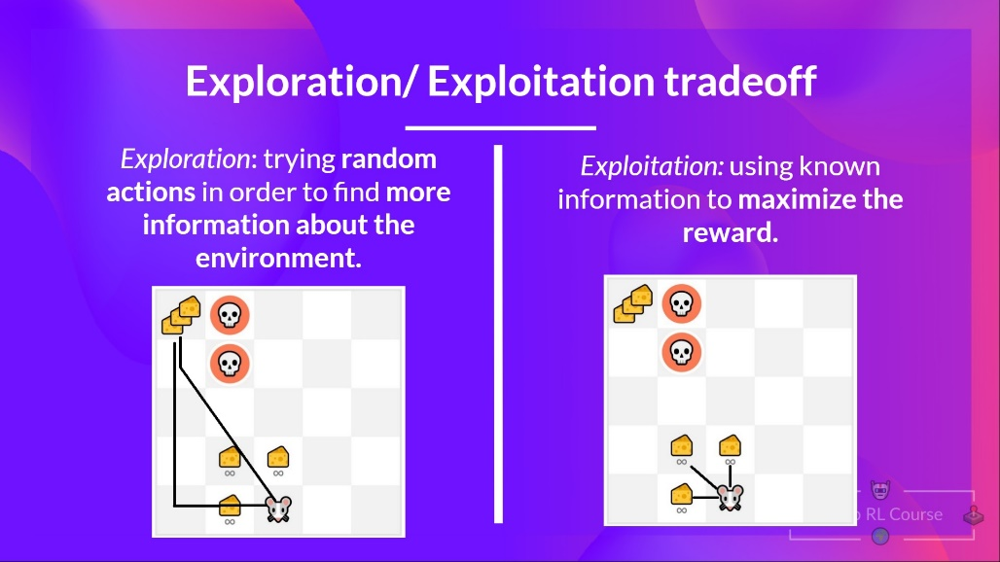 Exploration/ Exploitation tradeoff
Exploration: trying random
actions in order to find more
information about the
environment.
Exploitation: using known
information to maximize the
reward.
∞ ∞
∞
∞ ∞
∞
RL Course